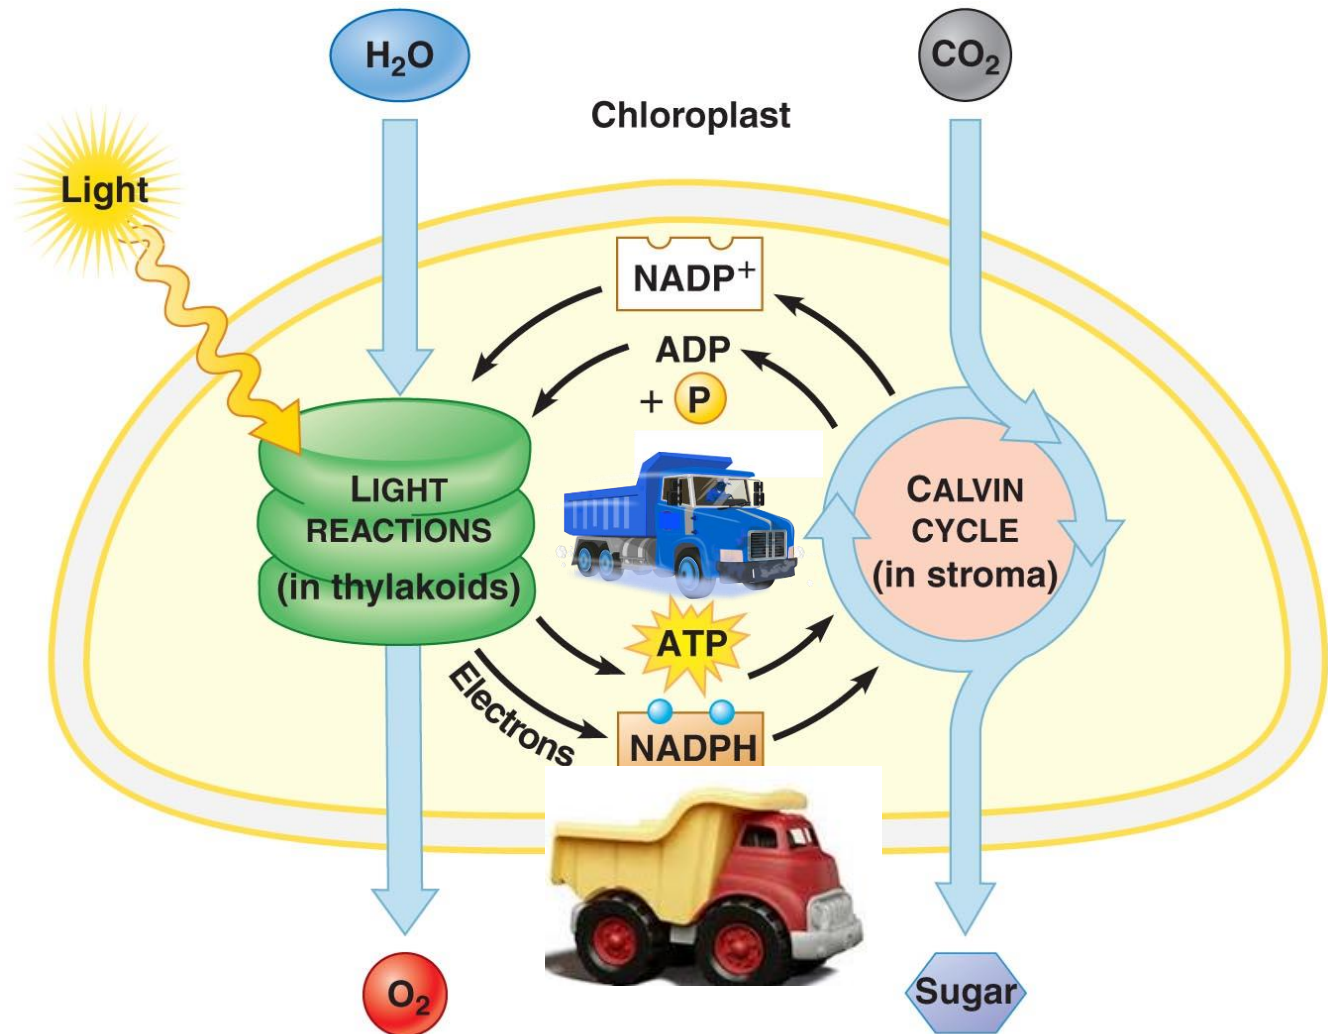 H₂O
CO₂
Chloroplast
Light
NADP⁺
ADP
+ P
LIGHT
REACTIONS
(in thylakoids)
CALVIN
CYCLE
(in stroma)
ATP
Electrons
NADPH
O₂
Sugar